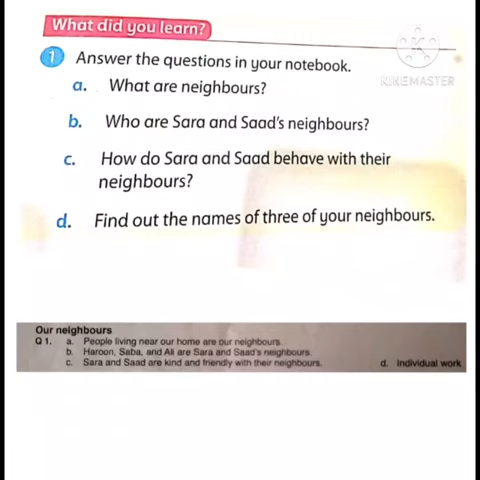 What did you learn?
1 Answer the questions in your notebook.
KINEMASTER
a. What are neighbours?
b. Who are Sara and Saad's neighbours?
c. How do Sara and Saad behave with their
neighbours?
d. Find out the names of three of your neighbours.
Our neighbours
Q 1. a. People living near our home are our neighbours.
b. Haroon, Saba, and Ali are Sara and Saad's neighbours.
c. Sara and Saad are kind and friendly with their neighbours. d. Individual work